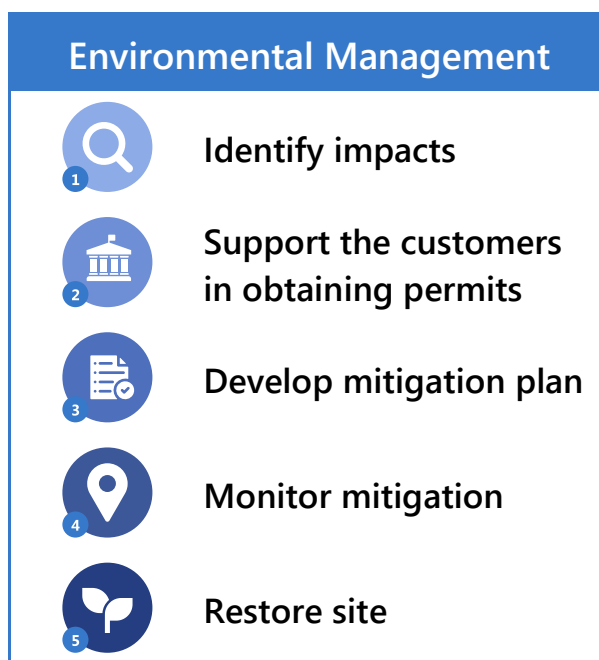 Environmental Management
1
Identify impacts
2
Support the customers
in obtaining permits
3
Develop mitigation plan
4
Monitor mitigation
5
Restore site